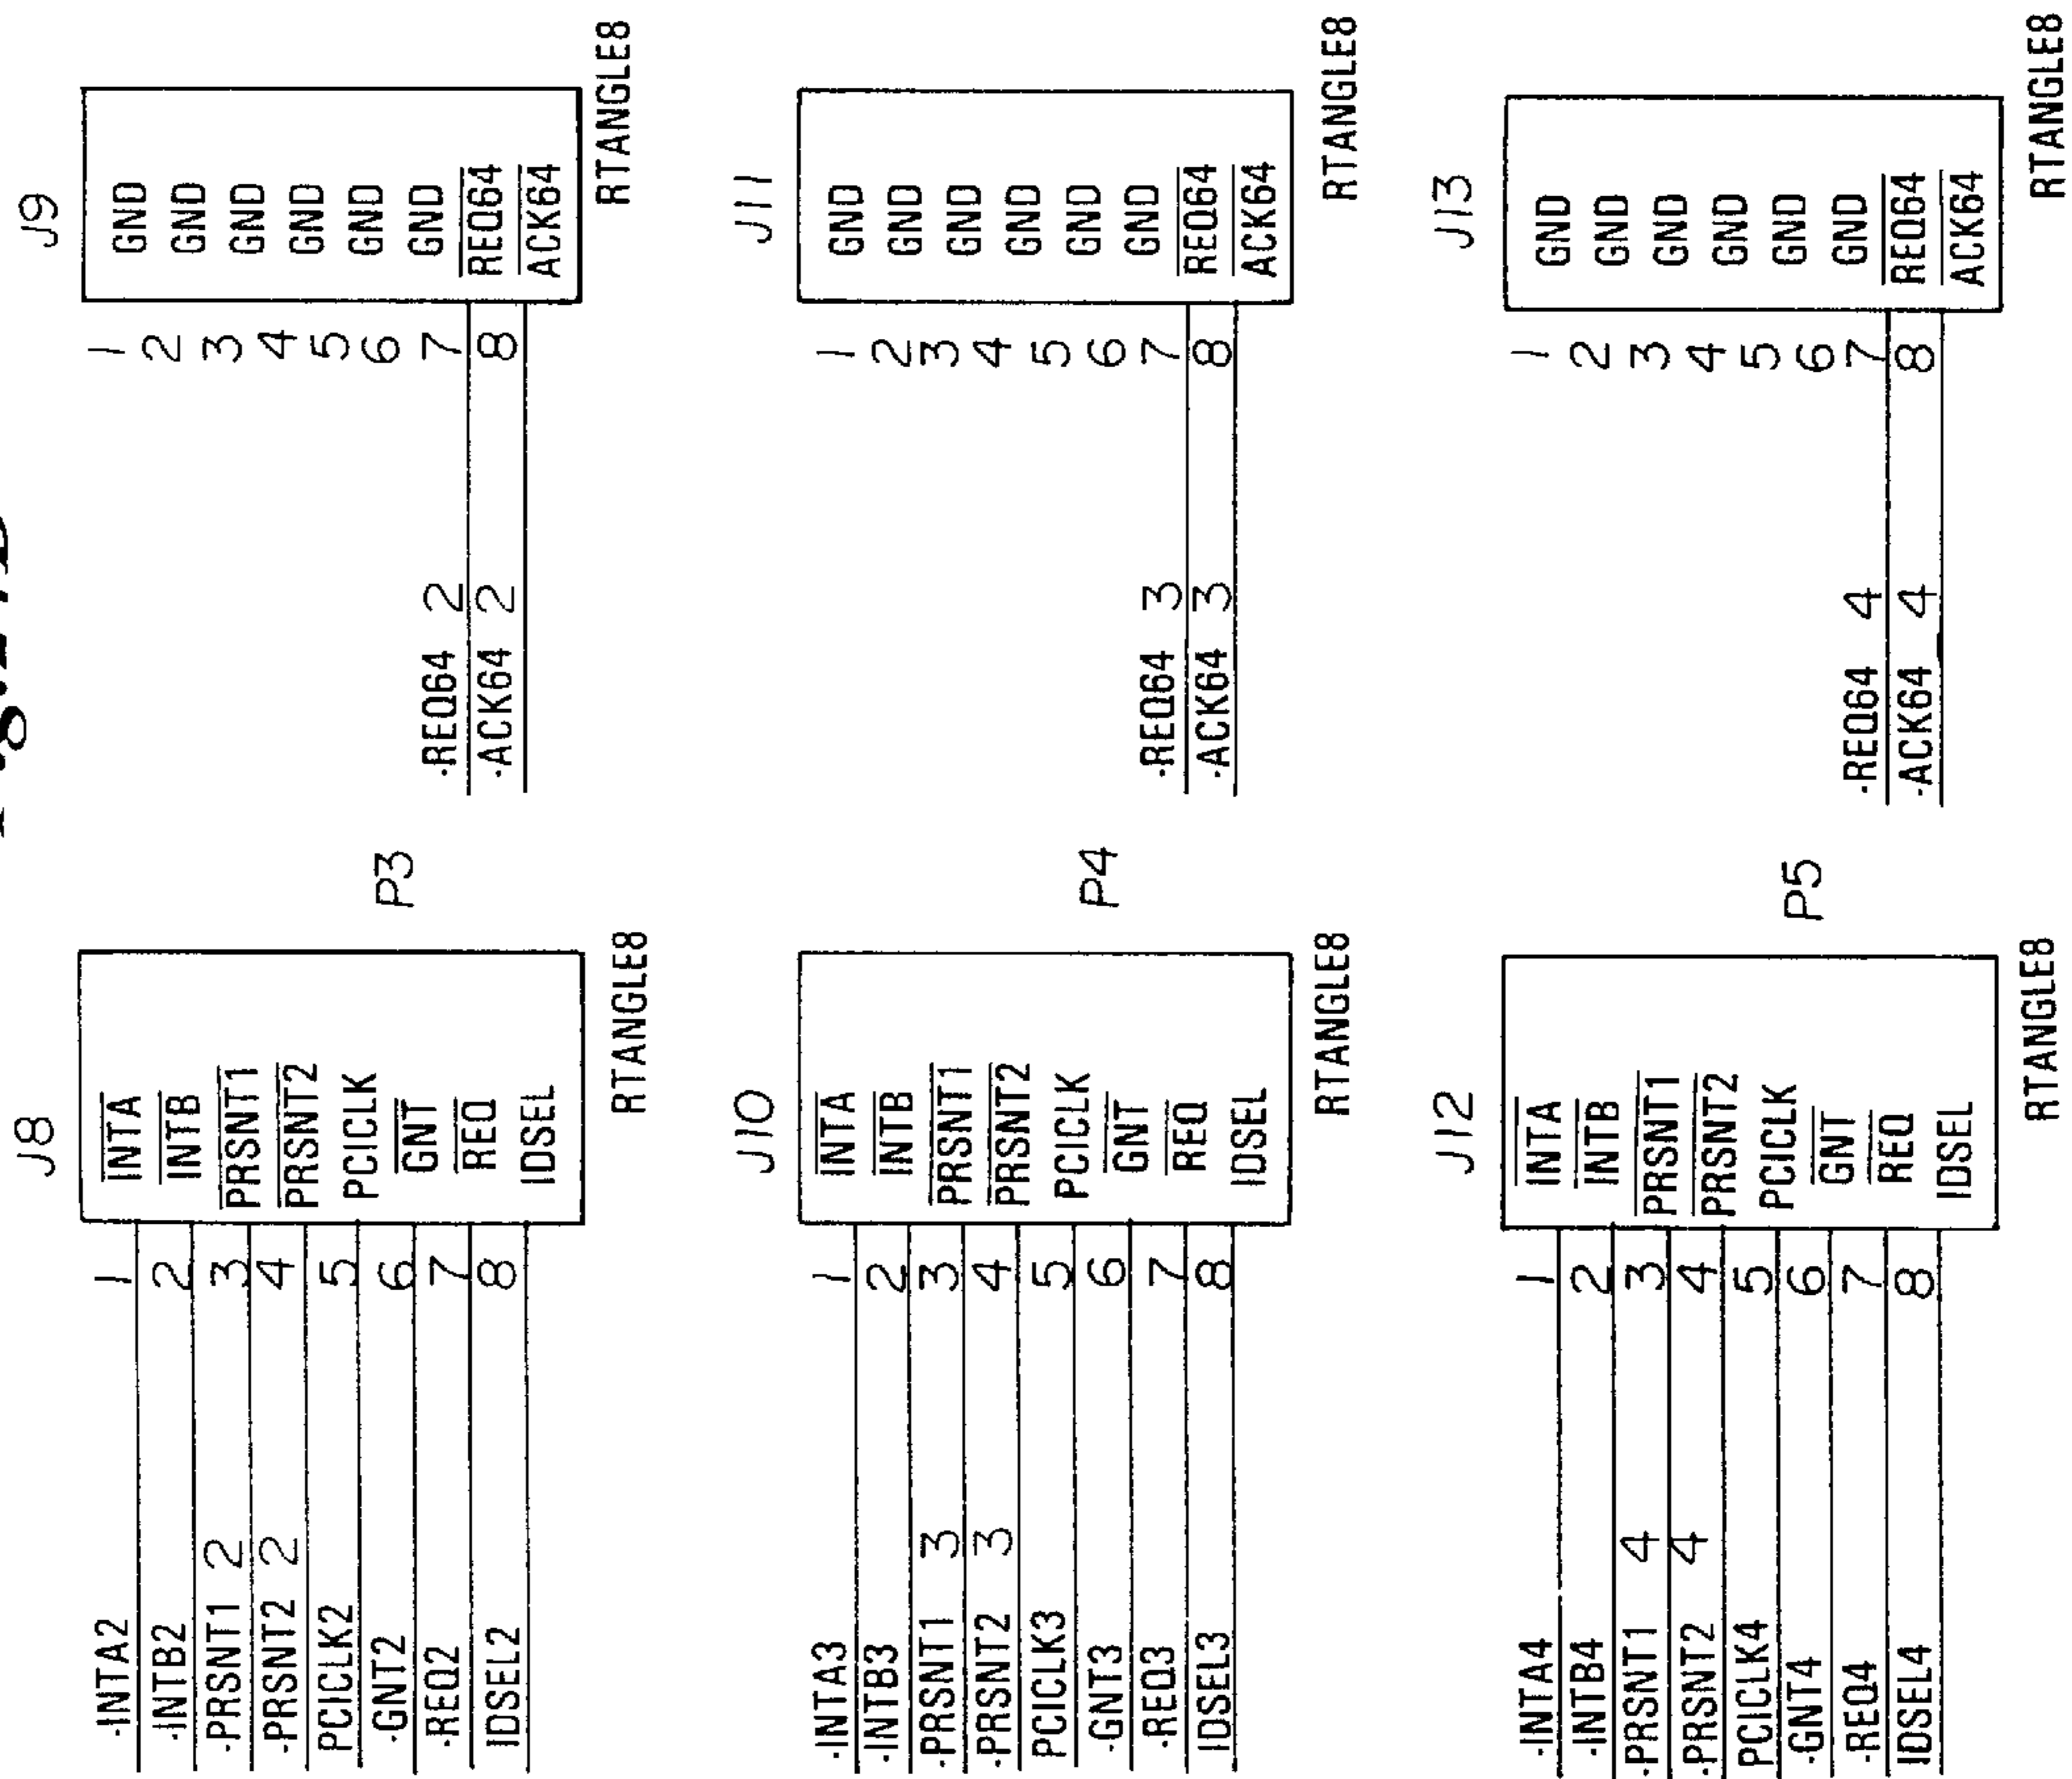 J8
J9
-INTA2 1 INTA
1 GND
-INTB2 2 INTB
2 GND
-PRSNT1 2 3 PRSNT1
3 GND
-PRSNT2 2 4 PRSNT2
4 GND
PCICLK2 5 PCICLK
5 GND
-GNT2 6 GNT
6 GND
-REQ2 7 REQ
-REQ64 2 7 REQ64
IDSEL2 8 IDSEL
-ACK64 2 8 ACK64
P3
RTANGLE8
RTANGLE8
J10
J11
-INTA3 1 INTA
1 GND
-INTB3 2 INTB
2 GND
-PRSNT1 3 3 PRSNT1
3 GND
-PRSNT2 3 4 PRSNT2
4 GND
PCICLK3 5 PCICLK
5 GND
-GNT3 6 GNT
6 GND
-REQ3 7 REQ
-REQ64 3 7 REQ64
IDSEL3 8 IDSEL
-ACK64 3 8 ACK64
P4
RTANGLE8
RTANGLE8
J12
J13
-INTA4 1 INTA
1 GND
-INTB4 2 INTB
2 GND
-PRSNT1 4 3 PRSNT1
3 GND
-PRSNT2 4 4 PRSNT2
4 GND
PCICLK4 5 PCICLK
5 GND
-GNT4 6 GNT
6 GND
-REQ4 7 REQ
-REQ64 4 7 REQ64
IDSEL4 8 IDSEL
-ACK64 4 8 ACK64
P5
RTANGLE8
RTANGLE8